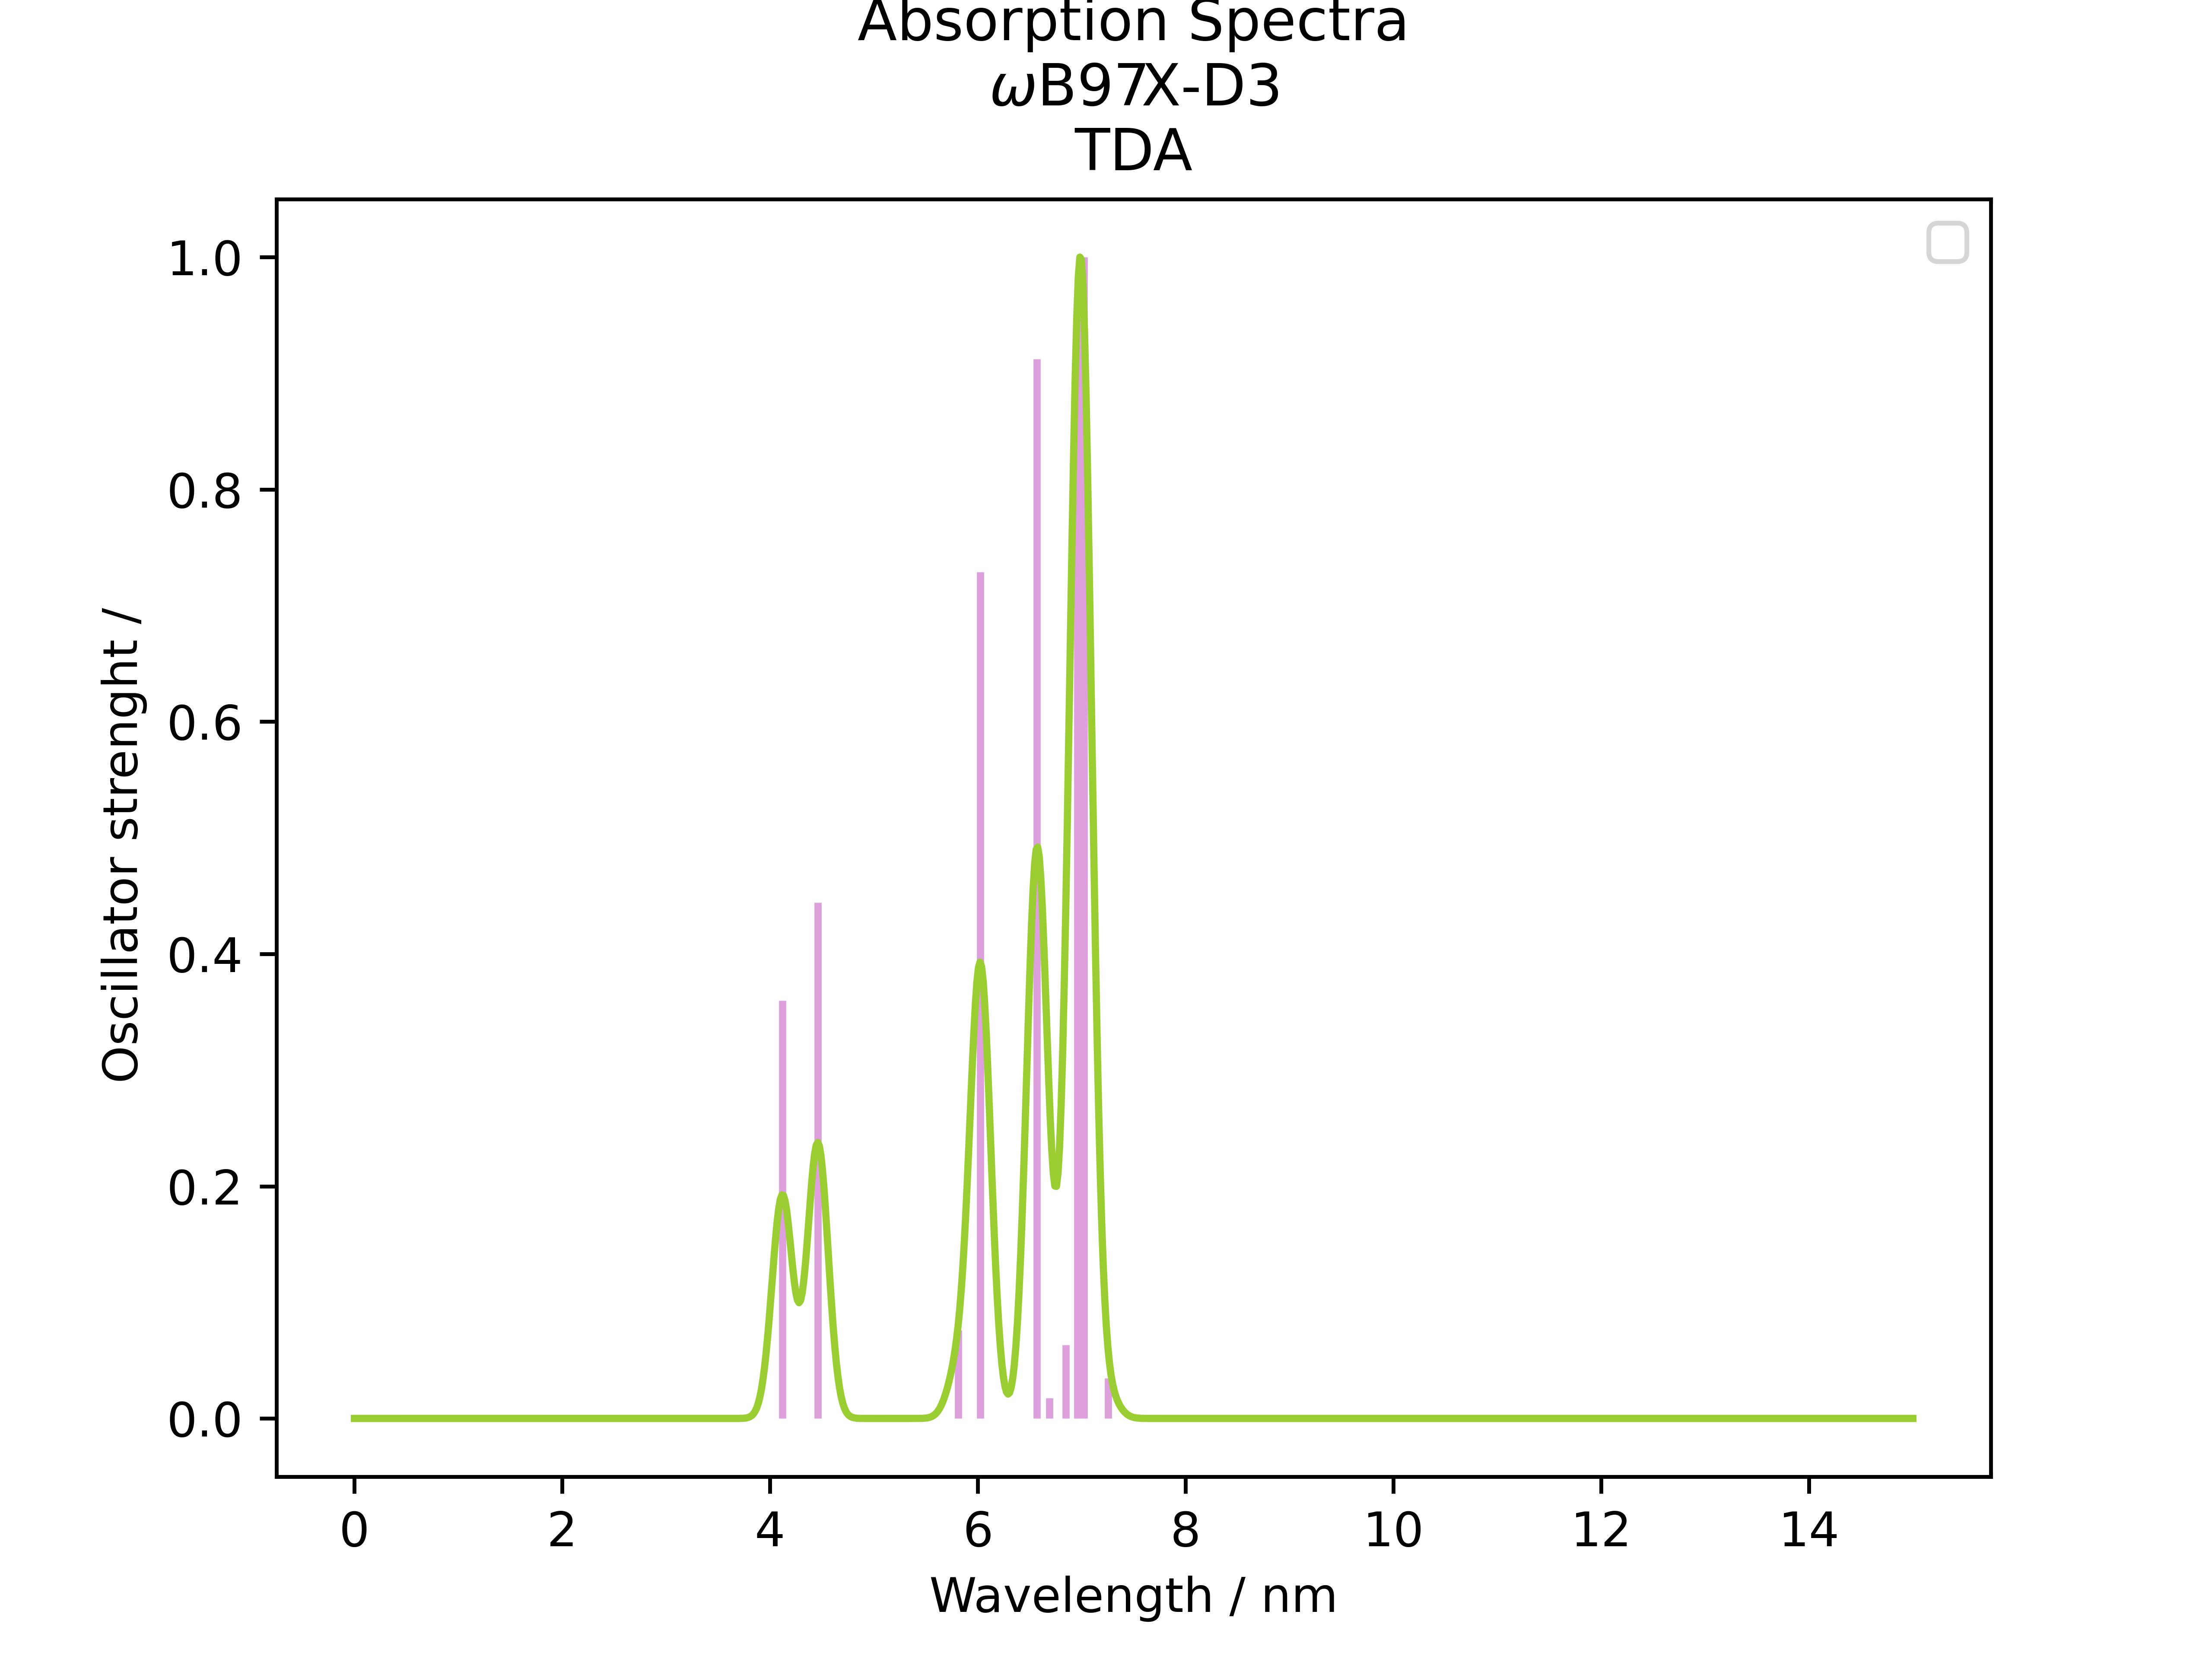 Absorption Spectra
ωB97X-D3
TDA
1.0
0.8
0.6
0.4
0.2
0.0
Oscillator strenght /
0 2 4 6 8 10 12 14
Wavelength / nm